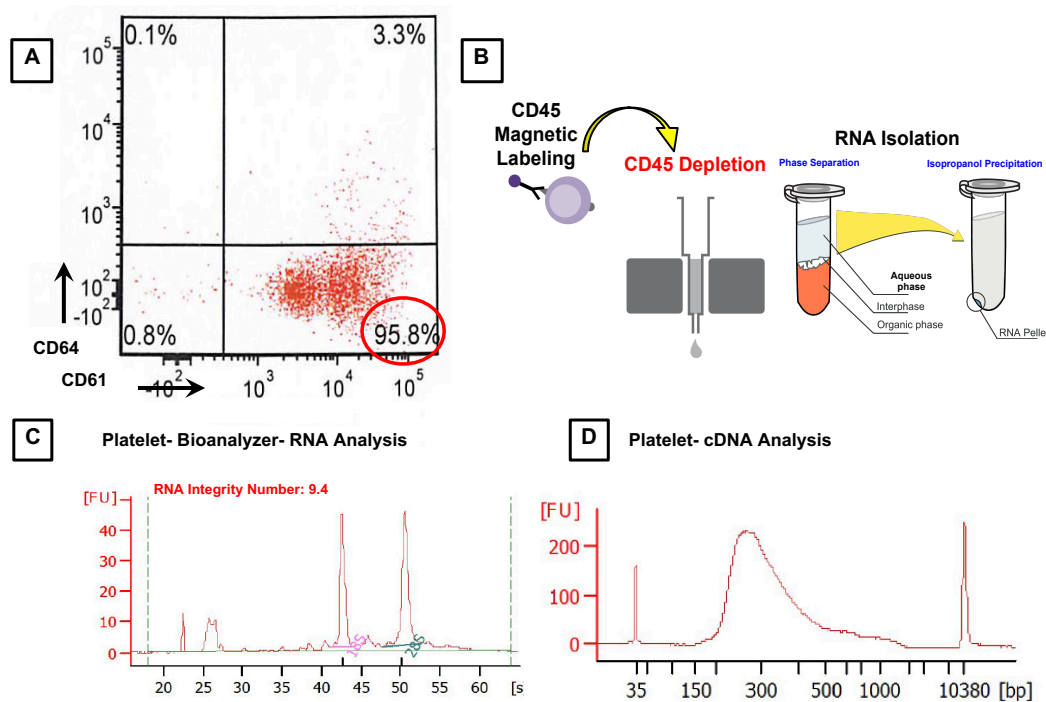 A
0.1%
3.3%
0.8%
95.8%
10^5
10^4
10^3
10^2
-10^2
CD64
CD61
-10^2
10^3
10^4
10^5
B
CD45
Magnetic
Labeling
CD45 Depletion
RNA Isolation
Phase Separation
Isopropanol Precipitation
Aqueous
phase
Interphase
Organic phase
RNA Pelle
C
Platelet- Bioanalyzer- RNA Analysis
RNA Integrity Number: 9.4
[FU]
40
30
20
10
0
18S
28S
20 25 30 35 40 45 50 55 60 [s
D
Platelet- cDNA Analysis
[FU]
200
100
0
35 150 300 500 1000 10380 [bp]